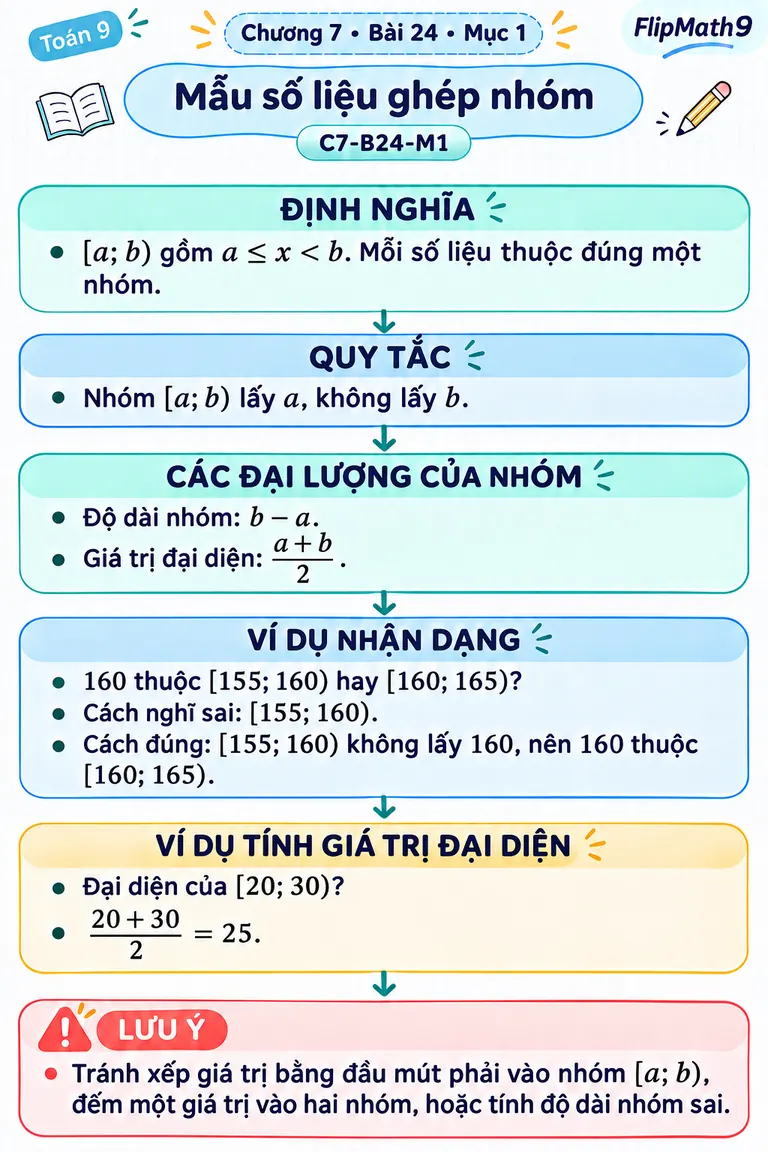 Toán 9
Chương 7 • Bài 24 • Mục 1
FlipMath9
Mẫu số liệu ghép nhóm
C7-B24-M1
ĐỊNH NGHĨA
• [a; b) gồm a ≤ x < b. Mỗi số liệu thuộc đúng một
nhóm.
QUY TẮC
• Nhóm [a; b) lấy a, không lấy b.
CÁC ĐẠI LƯỢNG CỦA NHÓM
• Độ dài nhóm: b − a.
• Giá trị đại diện: (a + b)/2.
VÍ DỤ NHẬN DẠNG
• 160 thuộc [155; 160) hay [160; 165)?
• Cách nghĩ sai: [155; 160).
• Cách đúng: [155; 160) không lấy 160, nên 160 thuộc
[160; 165).
VÍ DỤ TÍNH GIÁ TRỊ ĐẠI DIỆN
• Đại diện của [20; 30)?
• (20 + 30)/2 = 25.
! LƯU Ý
• Tránh xếp giá trị bằng đầu mút phải vào nhóm [a; b),
đếm một giá trị vào hai nhóm, hoặc tính độ dài nhóm sai.